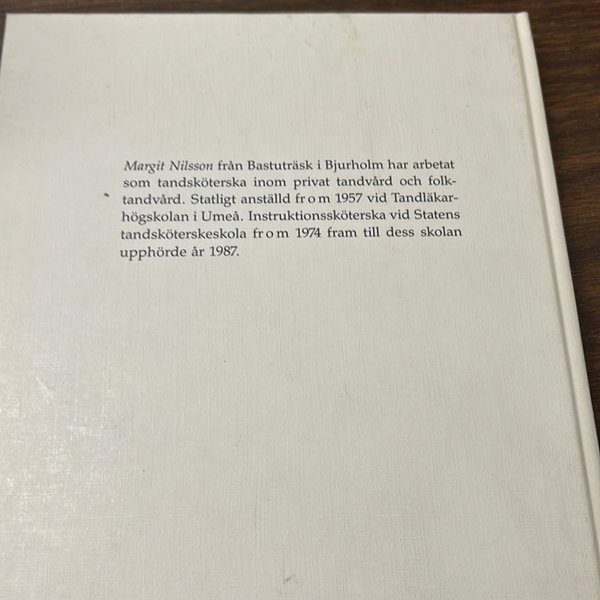 Margit Nilsson från Bastuträsk i Bjurholm har arbetat
som tandsköterska inom privat tandvård och folk-
tandvård. Statligt anställd fr o m 1957 vid Tandläkar-
högskolan i Umeå. Instruktionssköterska vid Statens
tandsköterskeskola fr o m 1974 fram till dess skolan
upphörde år 1987.